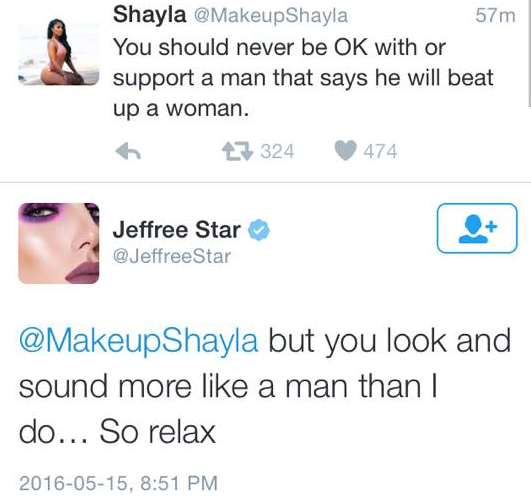 Shayla @MakeupShayla 57m
You should never be OK with or
support a man that says he will beat
up a woman.
324 474
Jeffree Star
@JeffreeStar
@MakeupShayla but you look and
sound more like a man than I
do... So relax
2016-05-15, 8:51 PM